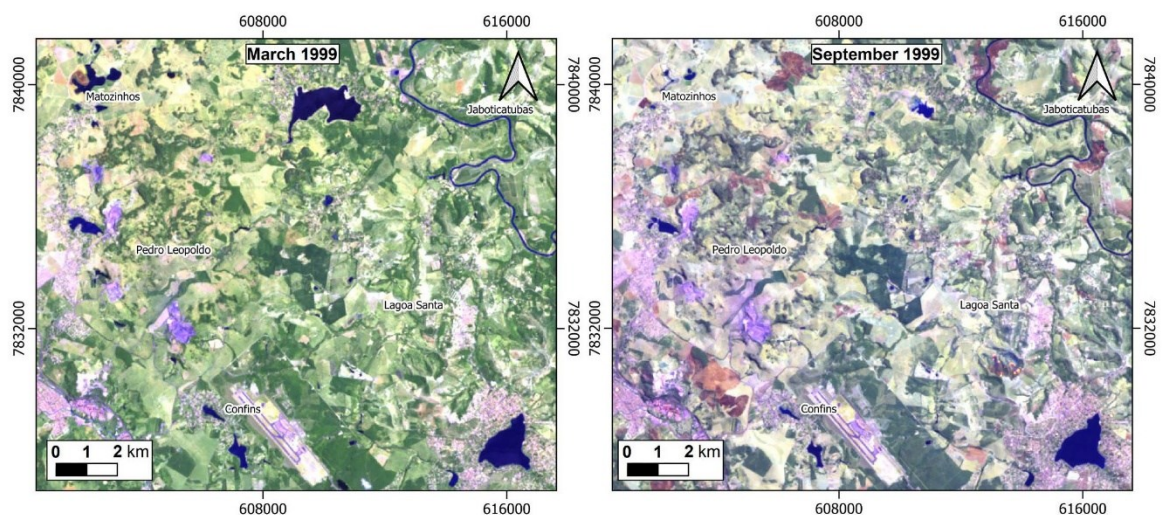 608000
616000
608000
616000
March 1999
September 1999
7840000
Matozinhos
Jaboticatubas
7840000
Matozinhos
Jaboticatubas
7840000
Pedro Leopoldo
Pedro Leopoldo
Lagoa Santa
Lagoa Santa
7832000
7832000
7832000
Confins
Confins
0 1 2 km
0 1 2 km
608000
616000
608000
616000